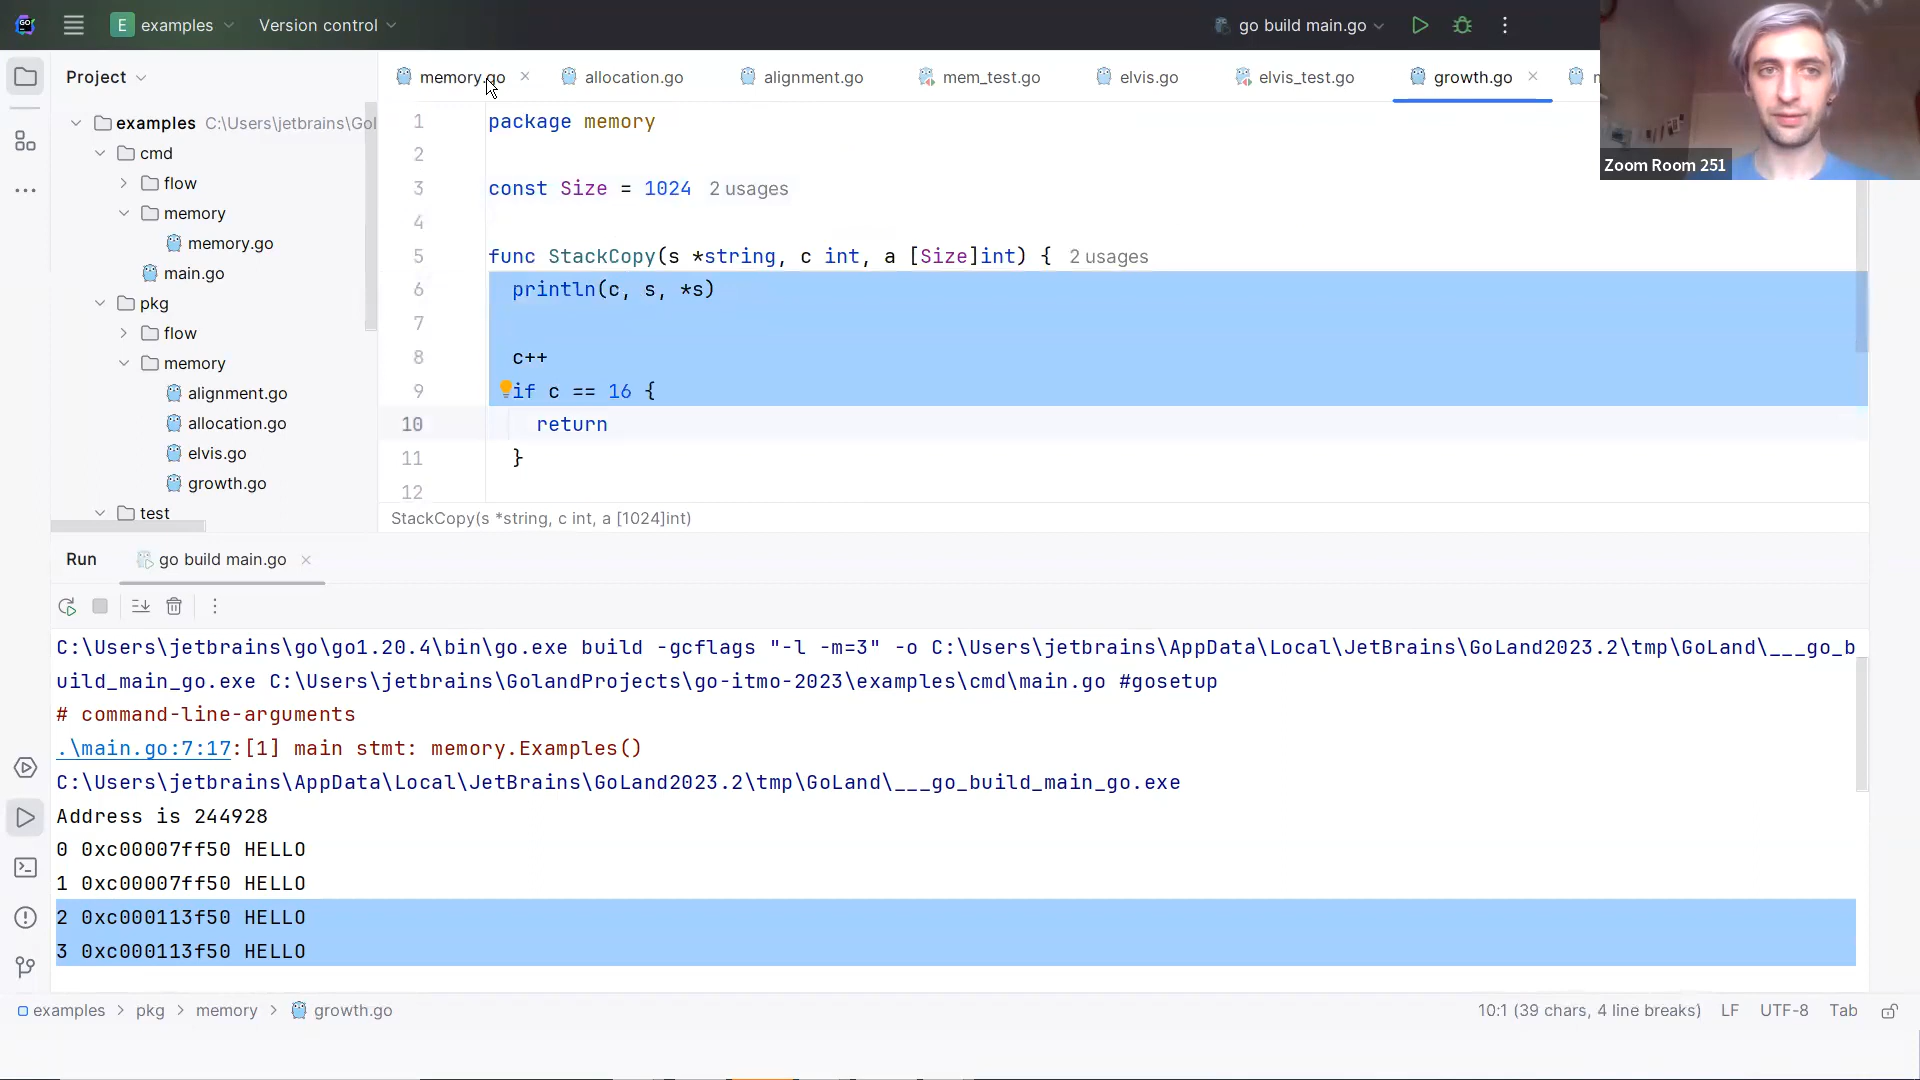 GO
E examples Version control go build main.go
Project
memory.go allocation.go alignment.go mem_test.go elvis.go elvis_test.go growth.go
Zoom Room 251
examples C:\Users\jetbrains\Gol
cmd
flow
memory
memory.go
main.go
pkg
flow
memory
alignment.go
allocation.go
elvis.go
growth.go
test
1 package memory
2
3 const Size = 1024 2 usages
4
5 func StackCopy(s *string, c int, a [Size]int) { 2 usages
6 println(c, s, *s)
7
8 c++
9 if c == 16 {
10 return
11 }
12
StackCopy(s *string, c int, a [1024]int)
Run go build main.go
C:\Users\jetbrains\go\go1.20.4\bin\go.exe build -gcflags "-l -m=3" -o C:\Users\jetbrains\AppData\Local\JetBrains\GoLand2023.2\tmp\GoLand\___go_b
uild_main_go.exe C:\Users\jetbrains\GolandProjects\go-itmo-2023\examples\cmd\main.go #gosetup
# command-line-arguments
.\main.go:7:17:[1] main stmt: memory.Examples()
C:\Users\jetbrains\AppData\Local\JetBrains\GoLand2023.2\tmp\GoLand\___go_build_main_go.exe
Address is 244928
0 0xc00007ff50 HELLO
1 0xc00007ff50 HELLO
2 0xc000113f50 HELLO
3 0xc000113f50 HELLO
examples > pkg > memory > growth.go 10:1 (39 chars, 4 line breaks) LF UTF-8 Tab